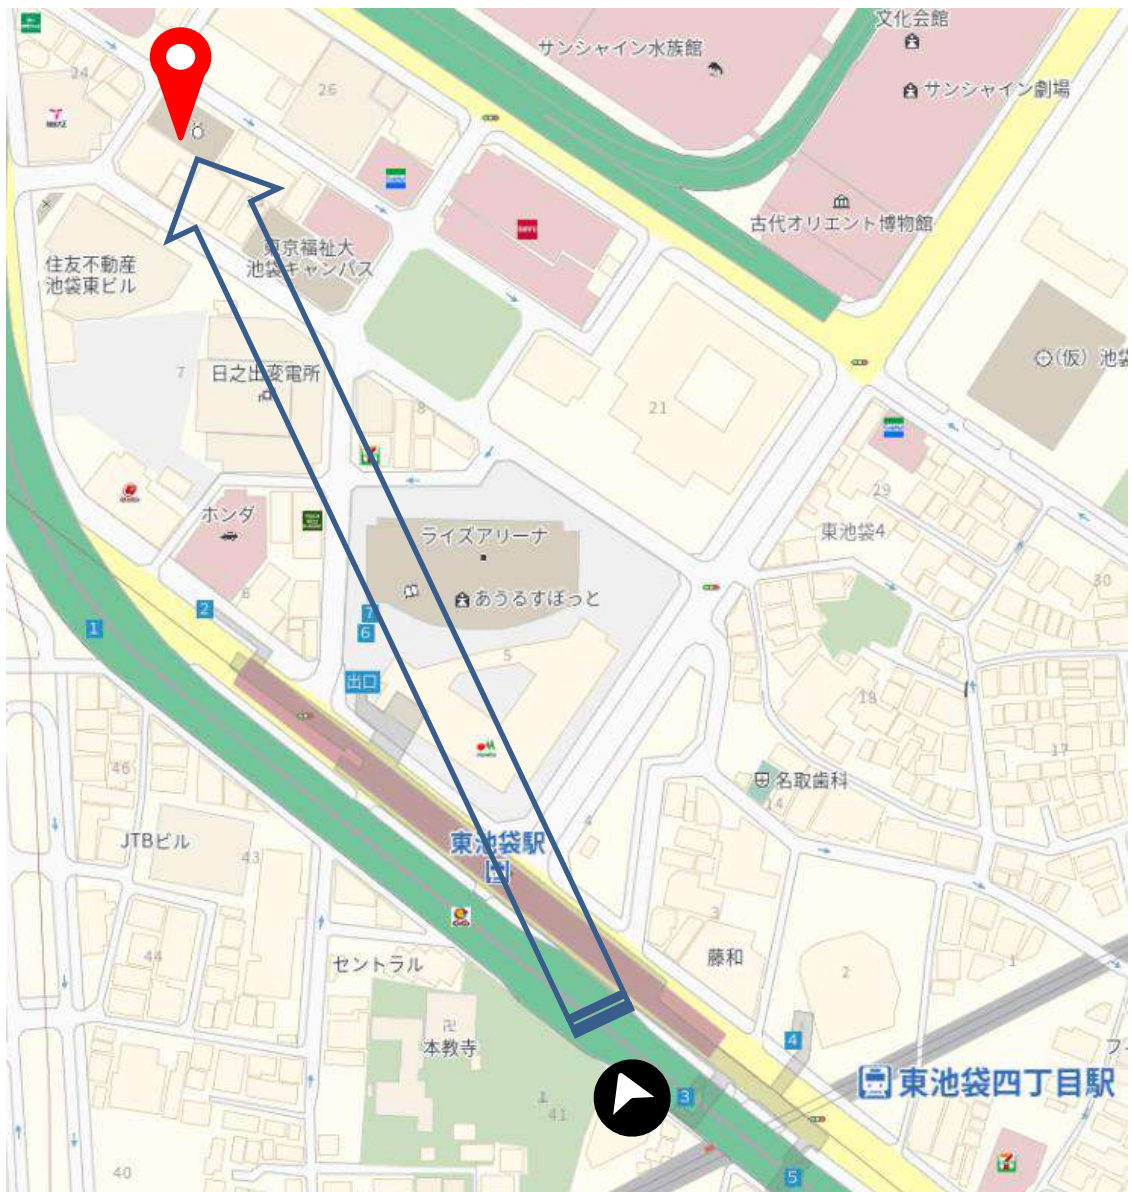 文化会館
サンシャイン水族館
サンシャイン劇場
24
26
古代オリエント博物館
東京福祉大
池袋キャンパス
住友不動産
池袋東ビル
(仮) 池袋
7
日之出変電所
8
21
29
ホンダ
ライズアリーナ
東池袋4
30
あうるすぽっと
8
2
1
7
6
5
出口
18
17
46
名取歯科
14
4
JTBビル
43
東池袋駅
3
藤和
44
セントラル
2
1
卍
本教寺
4
フー
東池袋四丁目駅
1
41
3
40
5